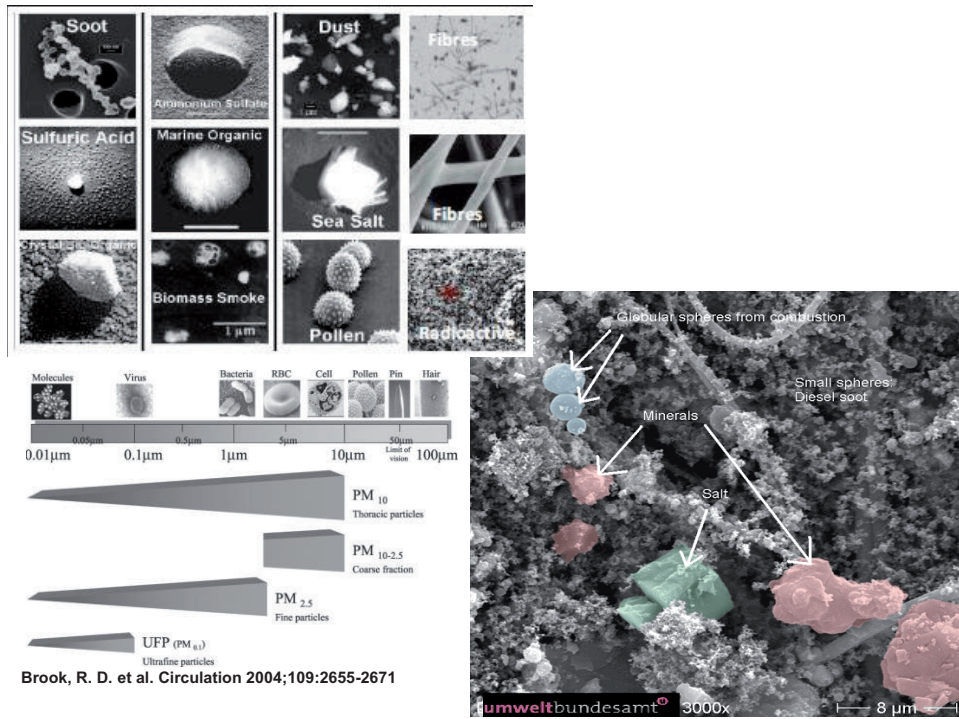 Soot
Ammonium Sulfate
Dust
1 µm
Fibres
Sulfuric Acid
Marine Organic
Sea Salt
Fibres
Organic
Biomass Smoke
1 µm
Pollen
Radioactive
Molecules
Virus
Bacteria
RBC
Cell
Pollen
Pin
Hair
0.05µm
0.5µm
5µm
50µm
Limit of
vision
0.01µm
0.1µm
1µm
10µm
100µm
PM 10
Thoracic particles
PM 10-2.5
Coarse fraction
PM 2.5
Fine particles
UFP (PM 0.1)
Ultrafine particles
Brook, R. D. et al. Circulation 2004;109:2655-2671
Globular spheres from combustion
Small spheres:
Diesel soot
Minerals
Salt
umweltbundesamt
3000x
8 µm